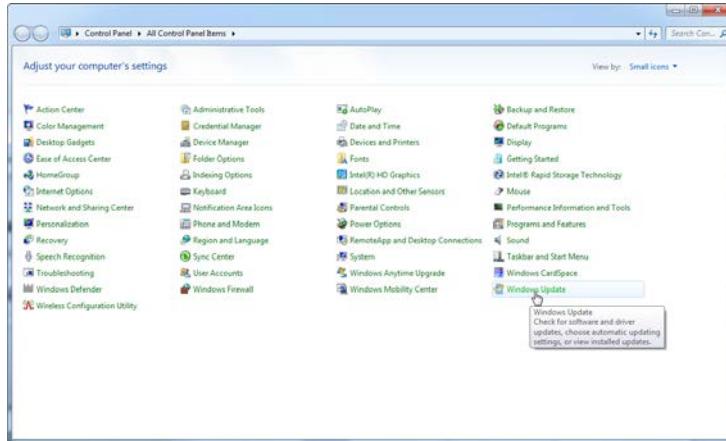 Control Panel ▸ All Control Panel Items ▸
Search Con...
Adjust your computer's settings
View by: Small icons
Action Center
Administrative Tools
AutoPlay
Backup and Restore
Color Management
Credential Manager
Date and Time
Default Programs
Desktop Gadgets
Device Manager
Devices and Printers
Display
Ease of Access Center
Folder Options
Fonts
Getting Started
HomeGroup
Indexing Options
Intel(R) HD Graphics
Intel® Rapid Storage Technology
Internet Options
Keyboard
Location and Other Sensors
Mouse
Network and Sharing Center
Notification Area Icons
Parental Controls
Performance Information and Tools
Personalization
Phone and Modem
Power Options
Programs and Features
Recovery
Region and Language
RemoteApp and Desktop Connections
Sound
Speech Recognition
Sync Center
System
Taskbar and Start Menu
Troubleshooting
User Accounts
Windows Anytime Upgrade
Windows CardSpace
Windows Defender
Windows Firewall
Windows Mobility Center
Windows Update
Wireless Configuration Utility
Windows Update
Check for software and driver
updates, choose automatic updating
settings, or view installed updates.